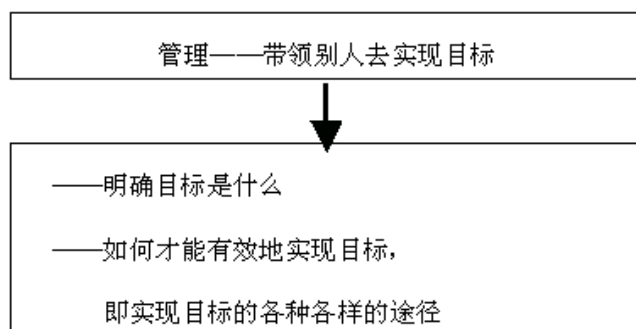 管理——带领别人去实现目标
——明确目标是什么
——如何才能有效地实现目标，
即实现目标的各种各样的途径